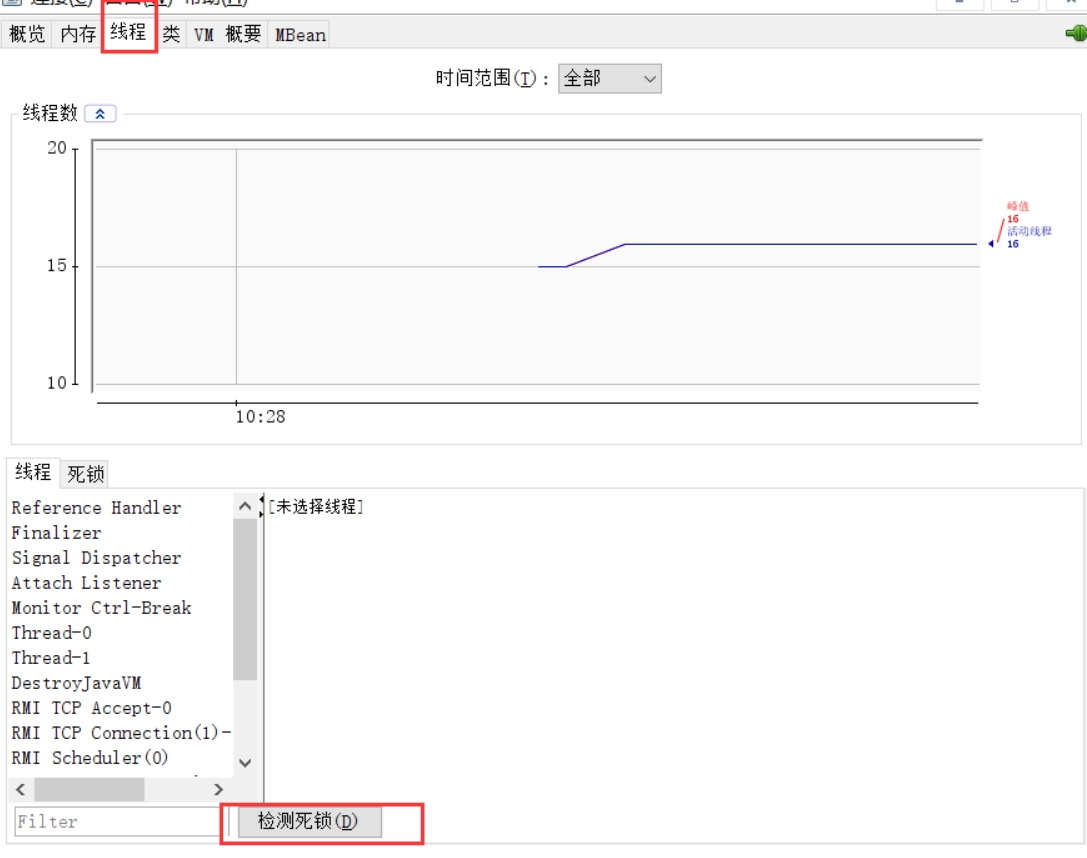 概览 内存 线程 类 VM 概要 MBean
时间范围(T): 全部
线程数
20
15
10
10:28
峰值
16
活动线程
16
线程 死锁
[未选择线程]
Reference Handler
Finalizer
Signal Dispatcher
Attach Listener
Monitor Ctrl-Break
Thread-0
Thread-1
DestroyJavaVM
RMI TCP Accept-0
RMI TCP Connection(1)-
RMI Scheduler(0)
Filter
检测死锁(D)